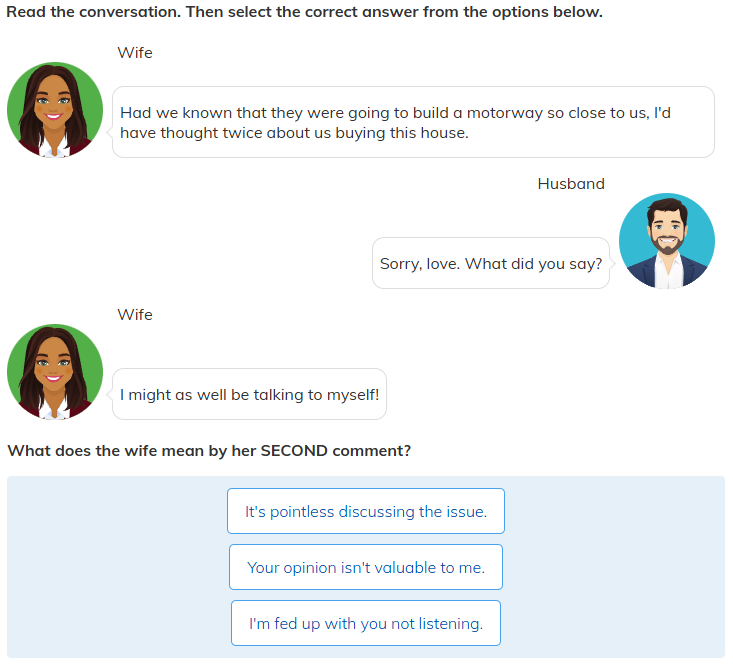 Read the conversation. Then select the correct answer from the options below.
Wife
Had we known that they were going to build a motorway so close to us, I'd
have thought twice about us buying this house.
Husband
Sorry, love. What did you say?
Wife
I might as well be talking to myself!
What does the wife mean by her SECOND comment?
It's pointless discussing the issue.
Your opinion isn't valuable to me.
I'm fed up with you not listening.